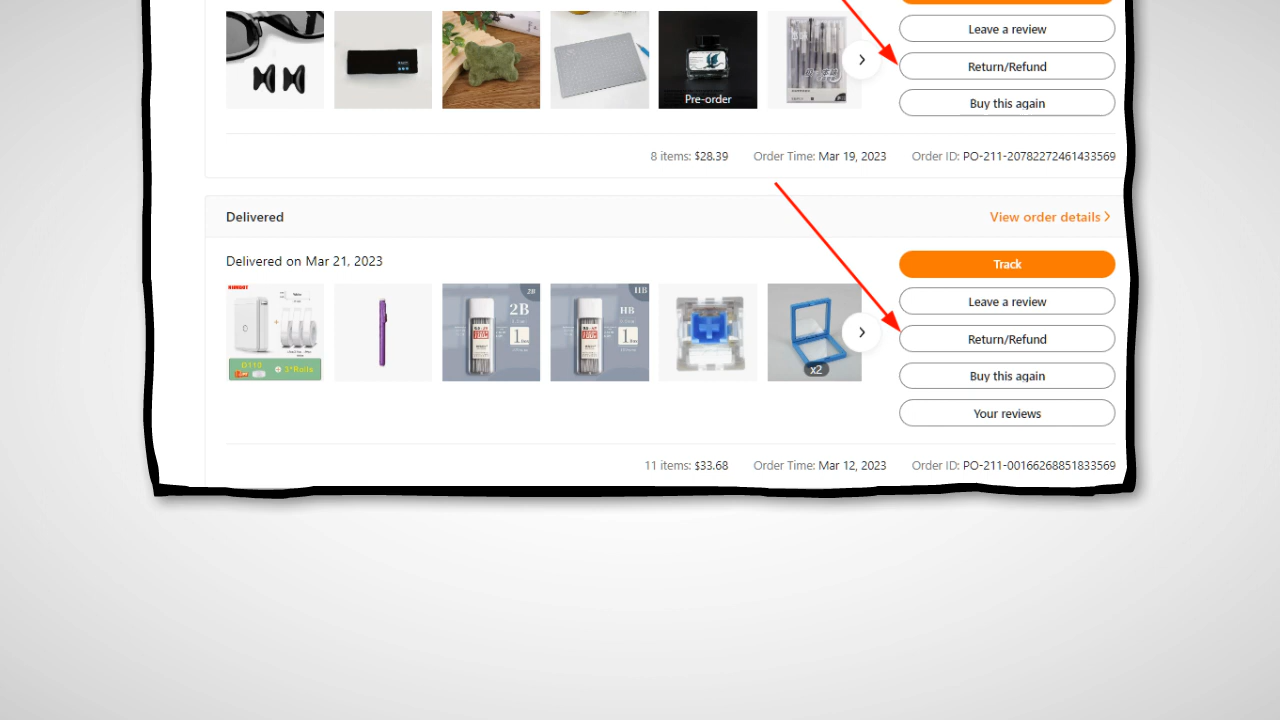 Leave a review
Return/Refund
Buy this again
Pre-order
8 items: $28.39 Order Time: Mar 19, 2023 Order ID: PO-211-20782272461433569
Delivered
View order details >
Delivered on Mar 21, 2023
Track
Leave a review
Return/Refund
Buy this again
Your reviews
2B
2B
HB
HB
x2
11 items: $33.68 Order Time: Mar 12, 2023 Order ID: PO-211-00166268851833569